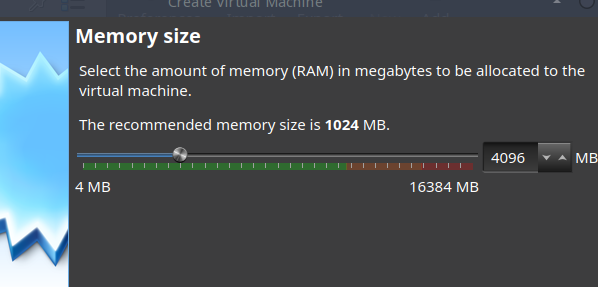 Create Virtual Machine
Memory size
Select the amount of memory (RAM) in megabytes to be allocated to the
virtual machine.
The recommended memory size is 1024 MB.
4096 MB
4 MB 16384 MB